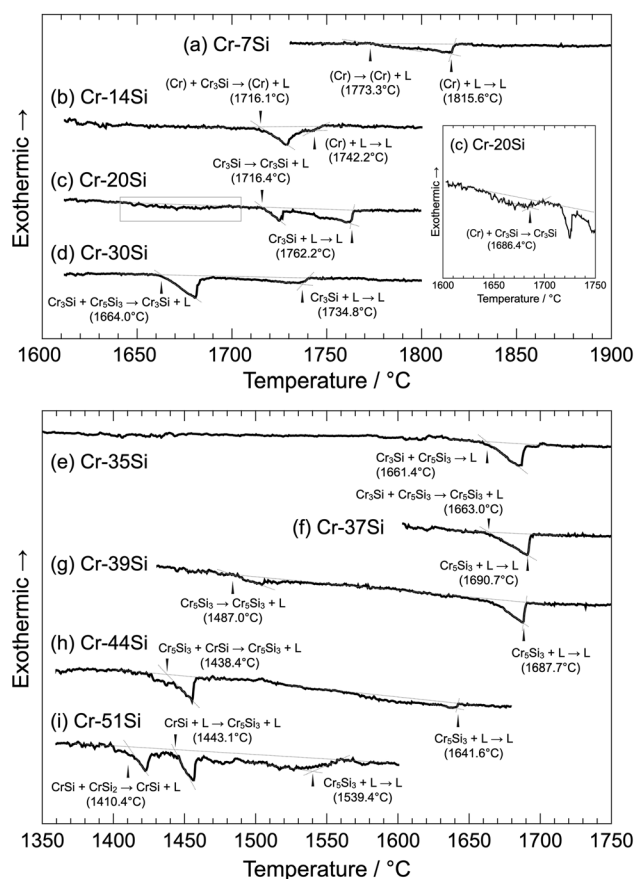 Exothermic →
(a) Cr-7Si
(Cr) → (Cr) + L
(1773.3°C)
(Cr) + L → L
(1815.6°C)
(b) Cr-14Si
(Cr) + Cr₃Si → (Cr) + L
(1716.1°C)
(Cr) + L → L
(1742.2°C)
(c) Cr-20Si
Cr₃Si → Cr₃Si + L
(1716.4°C)
Cr₃Si + L → L
(1762.2°C)
(d) Cr-30Si
Cr₃Si + Cr₅Si₃ → Cr₃Si + L
(1664.0°C)
Cr₃Si + L → L
(1734.8°C)
(c) Cr-20Si
Exothermic→
(Cr) + Cr₃Si → Cr₃Si
(1686.4°C)
1600 1650 1700 1750
Temperature / °C
1600 1650 1700 1750 1800 1850 1900
Temperature / °C
Exothermic →
(e) Cr-35Si
Cr₃Si + Cr₅Si₃ → L
(1661.4°C)
Cr₃Si + Cr₅Si₃ → Cr₅Si₃ + L
(1663.0°C)
(f) Cr-37Si
Cr₅Si₃ + L → L
(1690.7°C)
(g) Cr-39Si
Cr₅Si₃ → Cr₅Si₃ + L
(1487.0°C)
Cr₅Si₃ + L → L
(1687.7°C)
(h) Cr-44Si
Cr₅Si₃ + CrSi → Cr₅Si₃ + L
(1438.4°C)
Cr₅Si₃ + L → L
(1641.6°C)
(i) Cr-51Si
CrSi + L → Cr₅Si₃ + L
(1443.1°C)
CrSi + CrSi₂ → CrSi + L
(1410.4°C)
Cr₅Si₃ + L → L
(1539.4°C)
1350 1400 1450 1500 1550 1600 1650 1700 1750
Temperature / °C